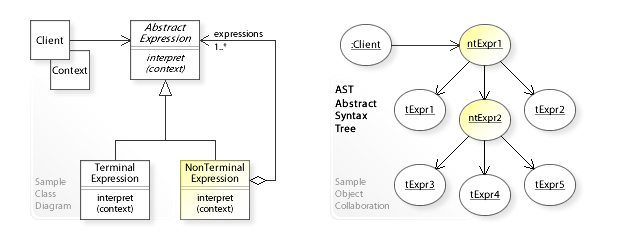 Client
Context
Abstract
Expression
interpret
(context)
expressions
1..*
Terminal
Expression
interpret
(context)
NonTerminal
Expression
interpret
(context)
Sample
Class
Diagram
:Client
ntExpr1
AST
Abstract
Syntax
Tree
tExpr1
ntExpr2
tExpr2
tExpr3
tExpr4
tExpr5
Sample
Object
Collaboration